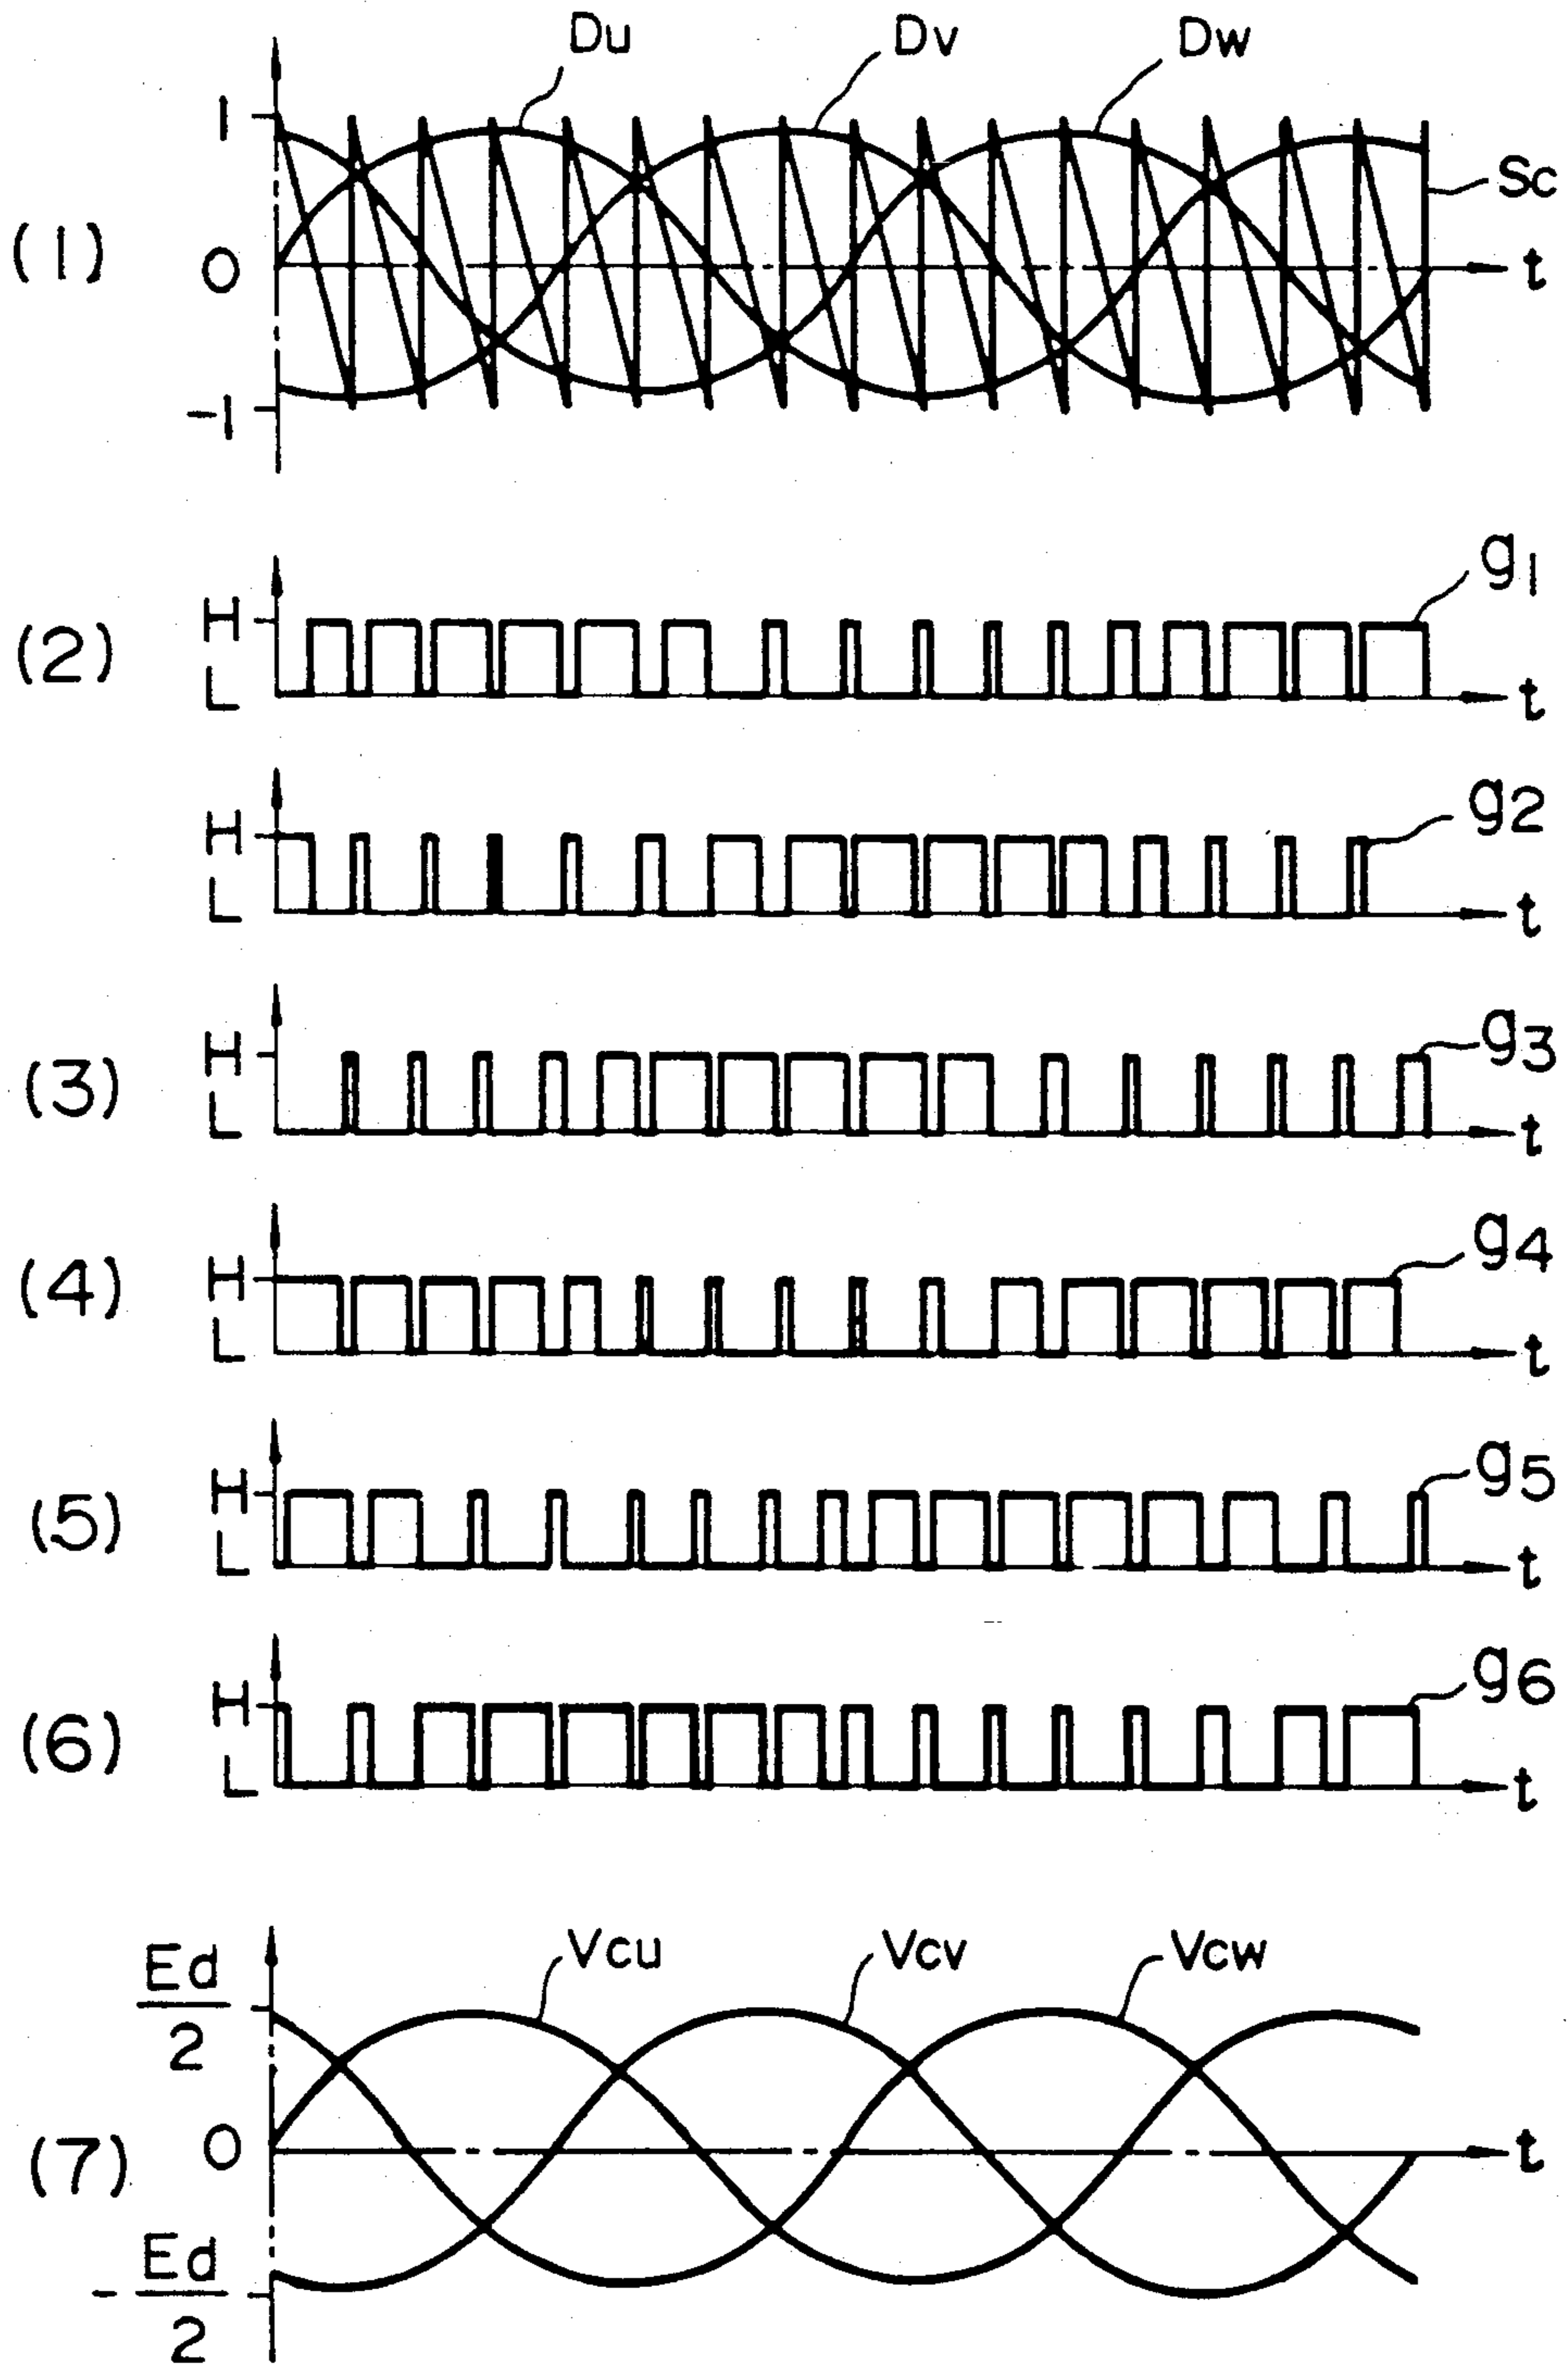 Du Dv Dw
1
(1) 0 Sc t
-1
g1
(2) H
L t
g2
H
L t
g3
(3) H
L t
g4
(4) H
L t
g5
(5) H
L t
g6
(6) H
L t
Vcu Vcv Vcw
Ed/2
(7) 0 t
-Ed/2